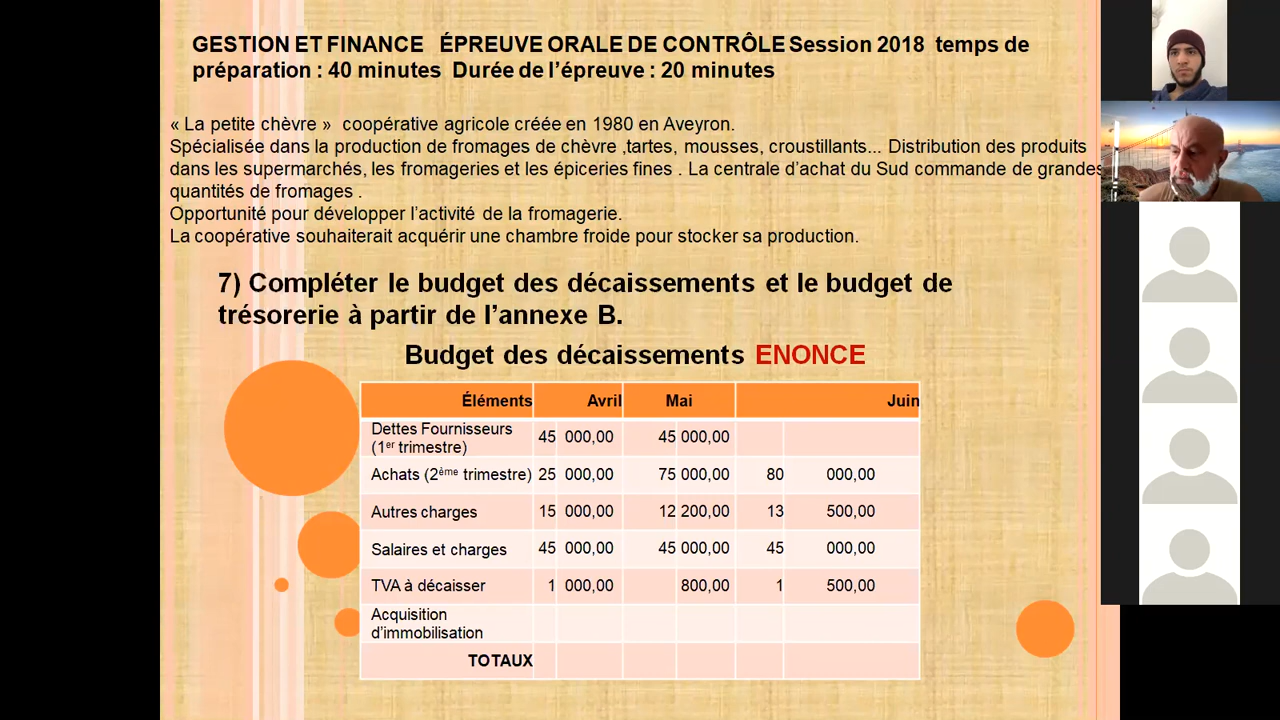 GESTION ET FINANCE ÉPREUVE ORALE DE CONTRÔLE Session 2018 temps de
préparation : 40 minutes Durée de l’épreuve : 20 minutes
« La petite chèvre » coopérative agricole créée en 1980 en Aveyron.
Spécialisée dans la production de fromages de chèvre ,tartes, mousses, croustillants... Distribution des produits
dans les supermarchés, les fromageries et les épiceries fines . La centrale d’achat du Sud commande de grandes
quantités de fromages .
Opportunité pour développer l’activité de la fromagerie.
La coopérative souhaiterait acquérir une chambre froide pour stocker sa production.
7) Compléter le budget des décaissements et le budget de
trésorerie à partir de l’annexe B.
Budget des décaissements ENONCE
Éléments Avril Mai Juin
Dettes Fournisseurs
(1er trimestre) 45 000,00 45 000,00
Achats (2ème trimestre) 25 000,00 75 000,00 80 000,00
Autres charges 15 000,00 12 200,00 13 500,00
Salaires et charges 45 000,00 45 000,00 45 000,00
TVA à décaisser 1 000,00 800,00 1 500,00
Acquisition
d’immobilisation
TOTAUX